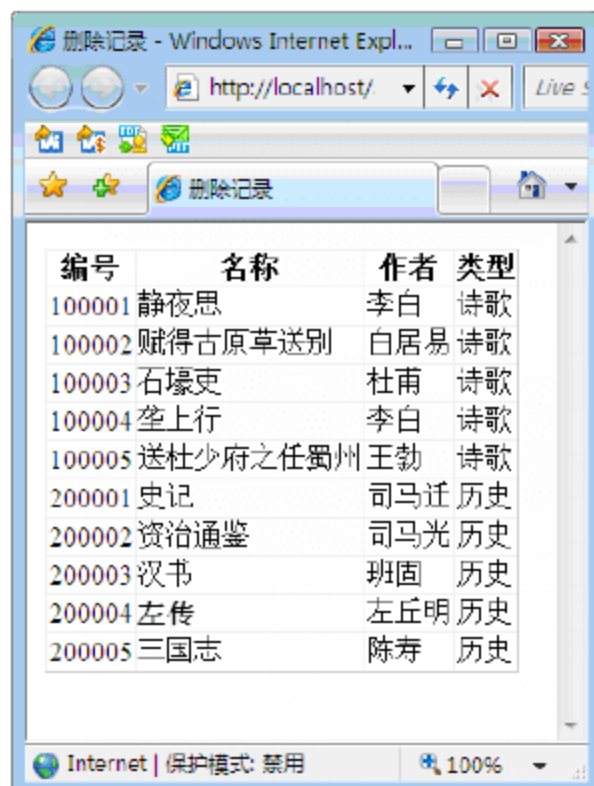 删除记录 - Windows Internet Expl...
http://localhost/
Live S
删除记录
编号 名称 作者 类型
100001 静夜思 李白 诗歌
100002 赋得古原草送别 白居易 诗歌
100003 石壕吏 杜甫 诗歌
100004 垄上行 李白 诗歌
100005 送杜少府之任蜀州 王勃 诗歌
200001 史记 司马迁 历史
200002 资治通鉴 司马光 历史
200003 汉书 班固 历史
200004 左传 左丘明 历史
200005 三国志 陈寿 历史
Internet | 保护模式: 禁用 100%